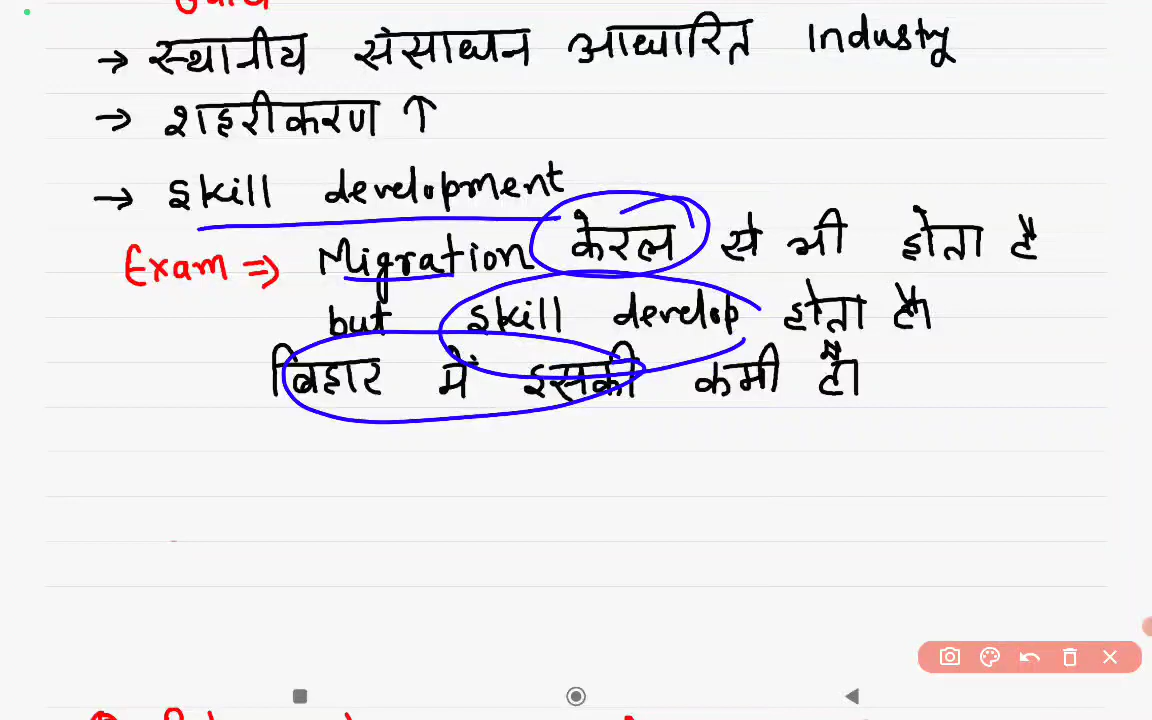 → स्थानीय संसाधन आधारित Industry
→ शहरीकरण ↑
→ skill development
Exam ⇒ Migration केरल से भी होता है
but skill develop होता है।
बिहार में इसकी कमी है।